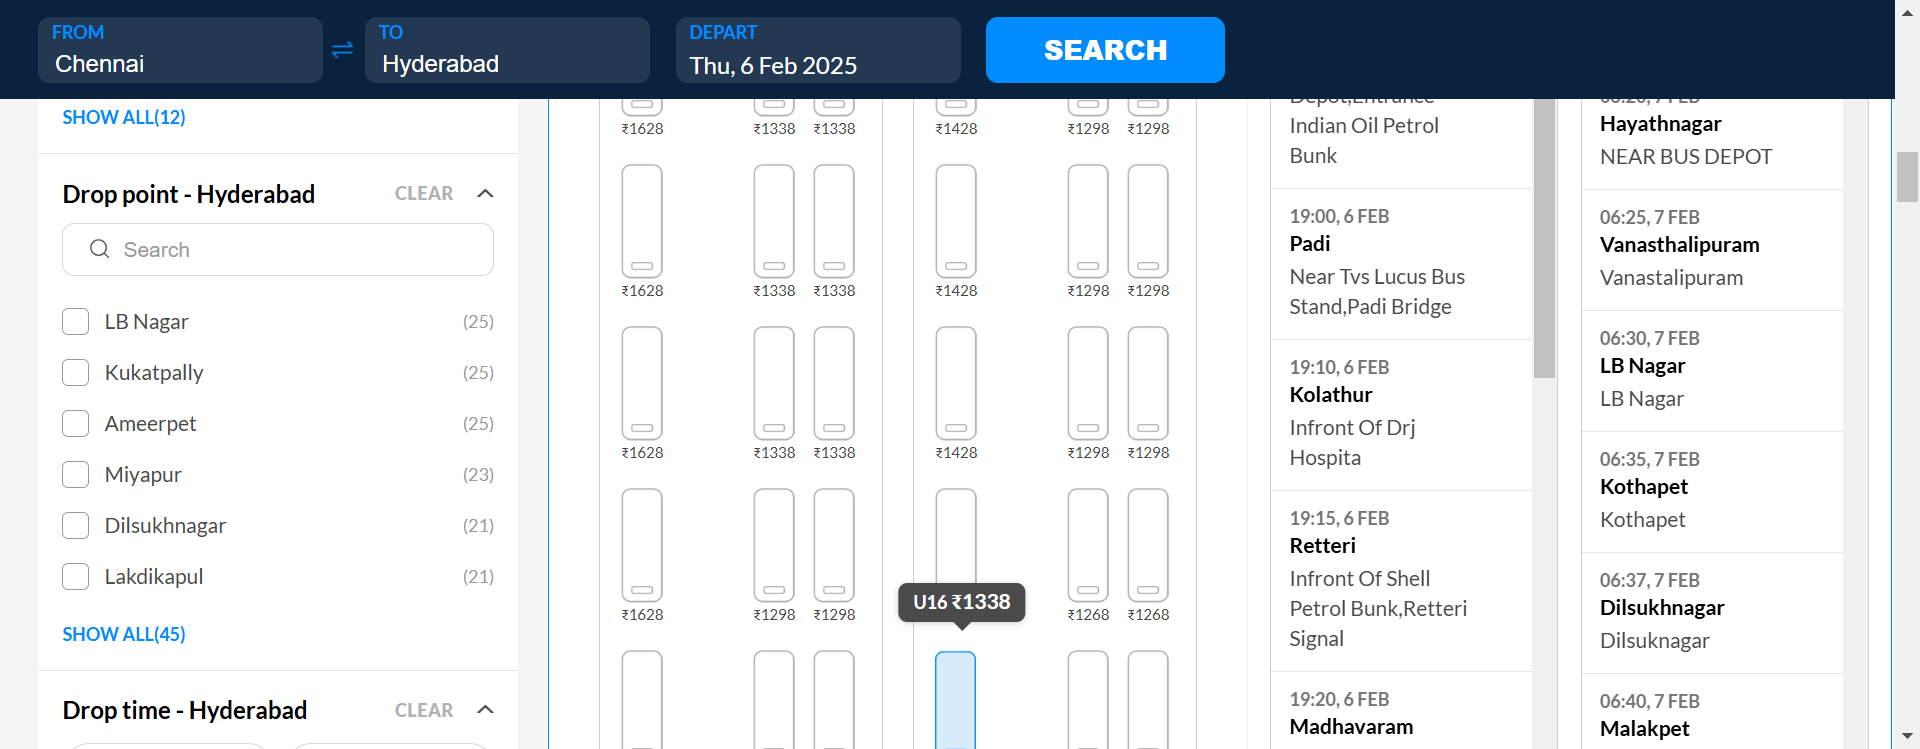 FROM
Chennai
TO
Hyderabad
DEPART
Thu, 6 Feb 2025
SEARCH
SHOW ALL(12)
Drop point - Hyderabad
CLEAR
Search
LB Nagar (25)
Kukatpally (25)
Ameerpet (25)
Miyapur (23)
Dilsukhnagar (21)
Lakdikapul (21)
SHOW ALL(45)
Drop time - Hyderabad
CLEAR
₹1628 ₹1338 ₹1338 ₹1428 ₹1298 ₹1298
₹1628 ₹1338 ₹1338 ₹1428 ₹1298 ₹1298
₹1628 ₹1338 ₹1338 ₹1428 ₹1298 ₹1298
₹1628 ₹1298 ₹1298 U16 ₹1338 ₹1268 ₹1268
Depot,Entrance
Indian Oil Petrol
Bunk
19:00, 6 FEB
Padi
Near Tvs Lucus Bus
Stand,Padi Bridge
19:10, 6 FEB
Kolathur
Infront Of Drj
Hospita
19:15, 6 FEB
Retteri
Infront Of Shell
Petrol Bunk,Retteri
Signal
19:20, 6 FEB
Madhavaram
Hayathnagar
NEAR BUS DEPOT
06:25, 7 FEB
Vanasthalipuram
Vanastalipuram
06:30, 7 FEB
LB Nagar
LB Nagar
06:35, 7 FEB
Kothapet
Kothapet
06:37, 7 FEB
Dilsukhnagar
Dilsuknagar
06:40, 7 FEB
Malakpet